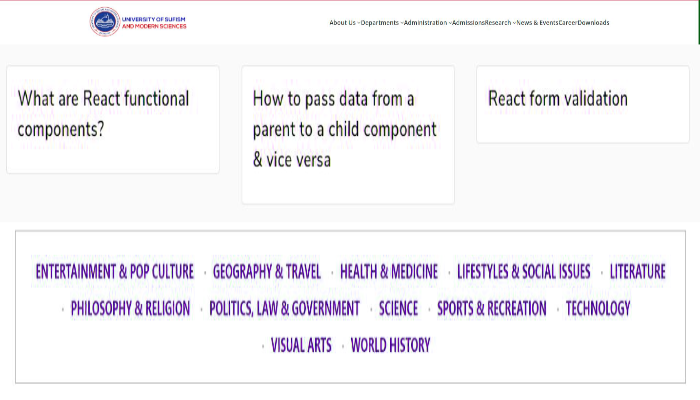 UNIVERSITY OF SUFISM
AND MODERN SCIENCES
About Us Departments Administration Admissions Research News & Events Career Downloads
What are React functional
components?
How to pass data from a
parent to a child component
& vice versa
React form validation
ENTERTAINMENT & POP CULTURE · GEOGRAPHY & TRAVEL · HEALTH & MEDICINE · LIFESTYLES & SOCIAL ISSUES · LITERATURE
· PHILOSOPHY & RELIGION · POLITICS, LAW & GOVERNMENT · SCIENCE · SPORTS & RECREATION · TECHNOLOGY
· VISUAL ARTS · WORLD HISTORY